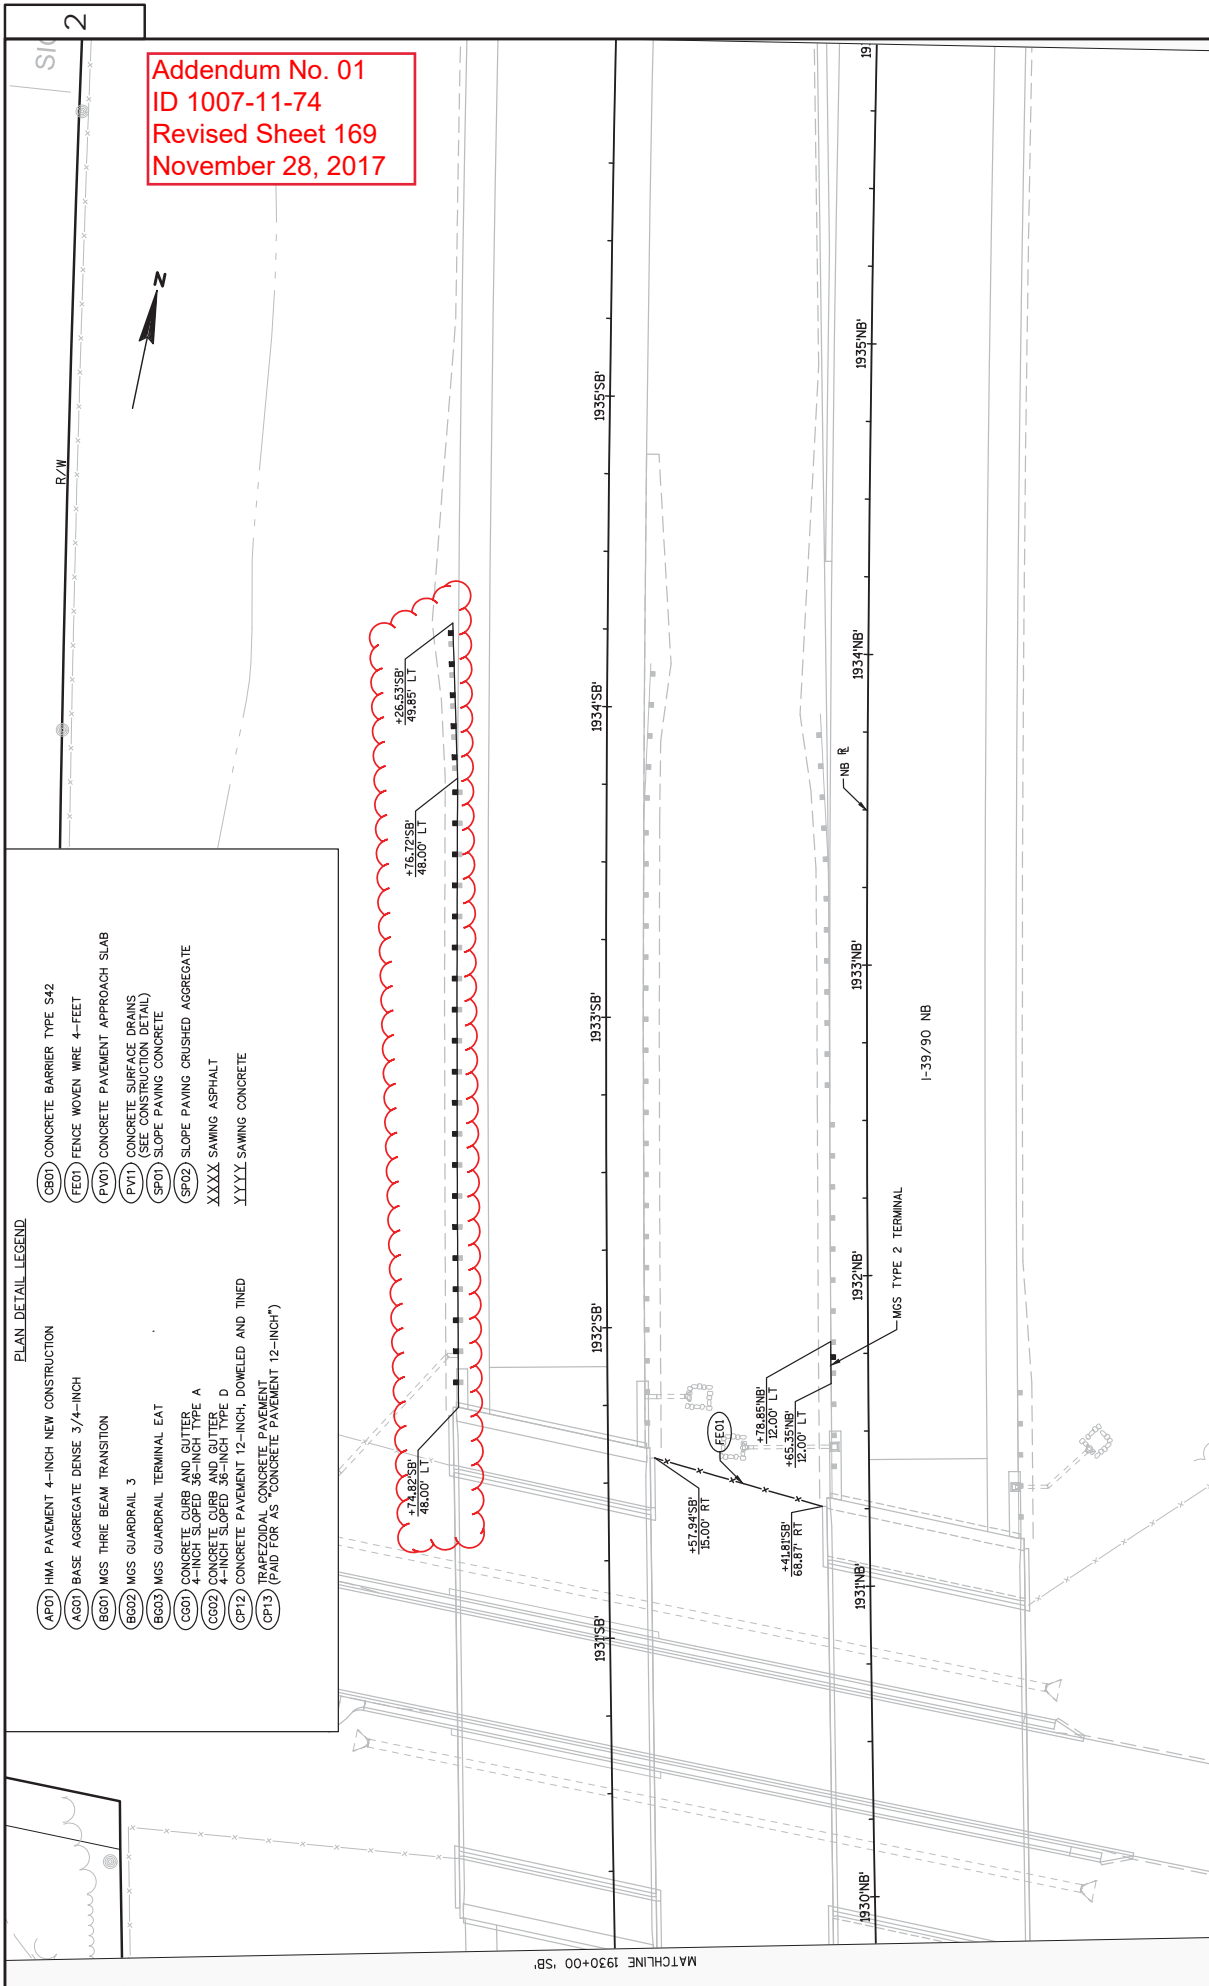 2
SIG
Addendum No. 01
ID 1007-11-74
Revised Sheet 169
November 28, 2017
N
R/W
PLAN DETAIL LEGEND
AP01 HMA PAVEMENT 4-INCH NEW CONSTRUCTION
AG01 BASE AGGREGATE DENSE 3/4-INCH
BG01 MGS THRIE BEAM TRANSITION
BG02 MGS GUARDRAIL 3
BG03 MGS GUARDRAIL TERMINAL EAT
CG01 CONCRETE CURB AND GUTTER
4-INCH SLOPED 36-INCH TYPE A
CG02 CONCRETE CURB AND GUTTER
4-INCH SLOPED 36-INCH TYPE D
CP12 CONCRETE PAVEMENT 12-INCH, DOWELED AND TINED
CP13 TRAPEZOIDAL CONCRETE PAVEMENT
(PAID FOR AS "CONCRETE PAVEMENT 12-INCH")
CB01 CONCRETE BARRIER TYPE S42
FE01 FENCE WOVEN WIRE 4-FEET
PV01 CONCRETE PAVEMENT APPROACH SLAB
PV11 CONCRETE SURFACE DRAINS
(SEE CONSTRUCTION DETAIL)
SP01 SLOPE PAVING CONCRETE
SP02 SLOPE PAVING CRUSHED AGGREGATE
XXXX SAWING ASPHALT
YYYY SAWING CONCRETE
+74.82'SB'
48.00' LT
+76.72'SB'
48.00' LT
+26.53'SB'
49.85' LT
1931'SB'
1932'SB'
1933'SB'
1934'SB'
1935'SB'
+57.94'SB'
15.00' RT
FE01
+41.81'SB'
68.87' RT
+78.85'NB'
12.00' LT
+65.35'NB'
12.00' LT
MGS TYPE 2 TERMINAL
NB R
1930'NB'
1931'NB'
1932'NB'
1933'NB'
1934'NB'
1935'NB'
19
I-39/90 NB
MATCHLINE 1930+00 'SB'